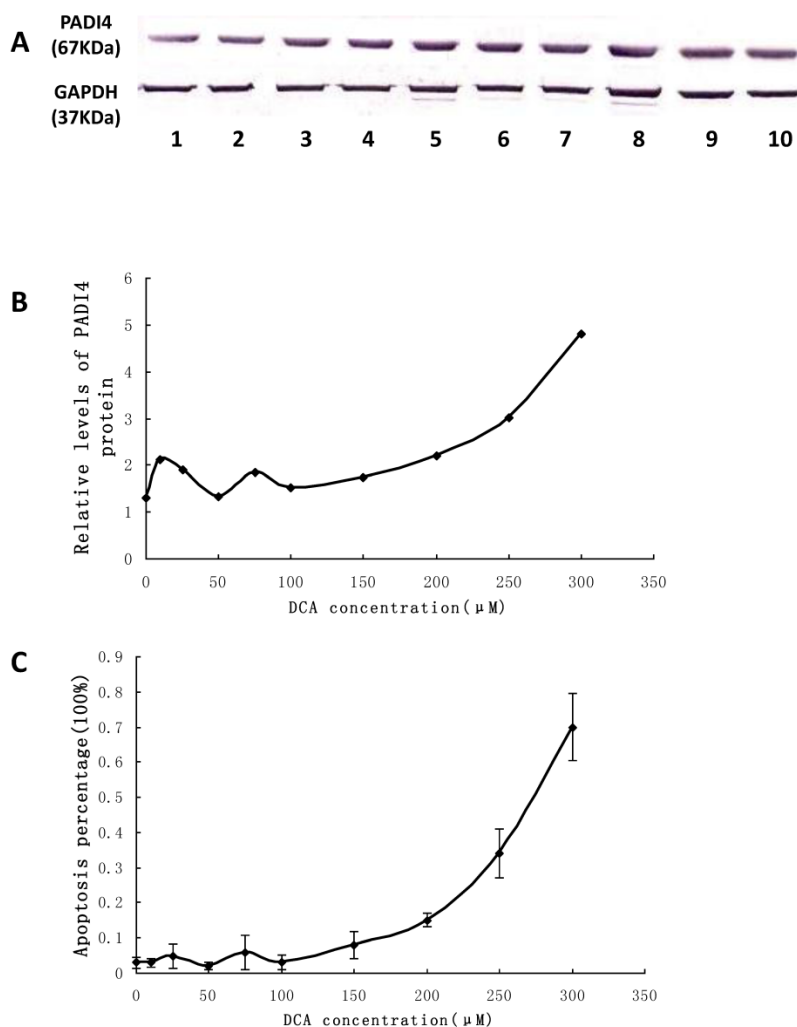 A
PADI4
(67KDa)
GAPDH
(37KDa)
1 2 3 4 5 6 7 8 9 10
B
Relative levels of PADI4
protein
6
5
4
3
2
1
0
0 50 100 150 200 250 300 350
DCA concentration(μM)
C
Apoptosis percentage(100%)
0.9
0.8
0.7
0.6
0.5
0.4
0.3
0.2
0.1
0
0 50 100 150 200 250 300 350
DCA concentration(μM)